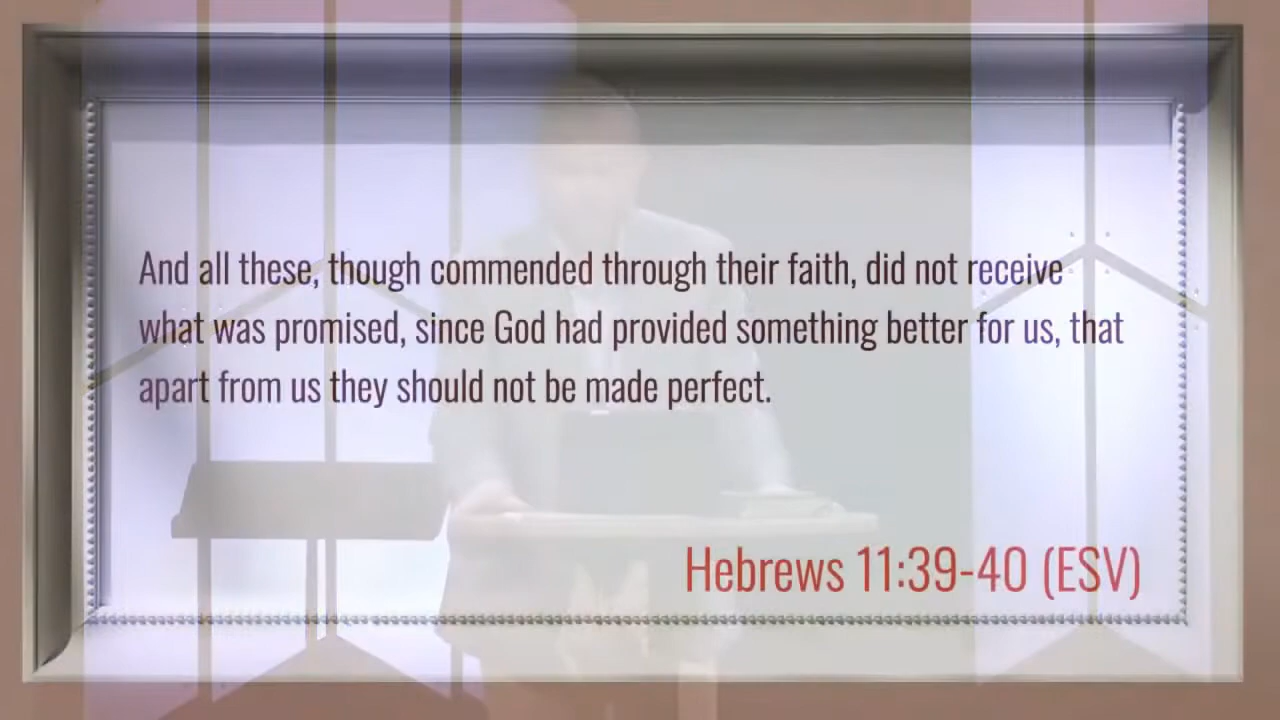 And all these, though commended through their faith, did not receive
what was promised, since God had provided something better for us, that
apart from us they should not be made perfect.
Hebrews 11:39-40 (ESV)